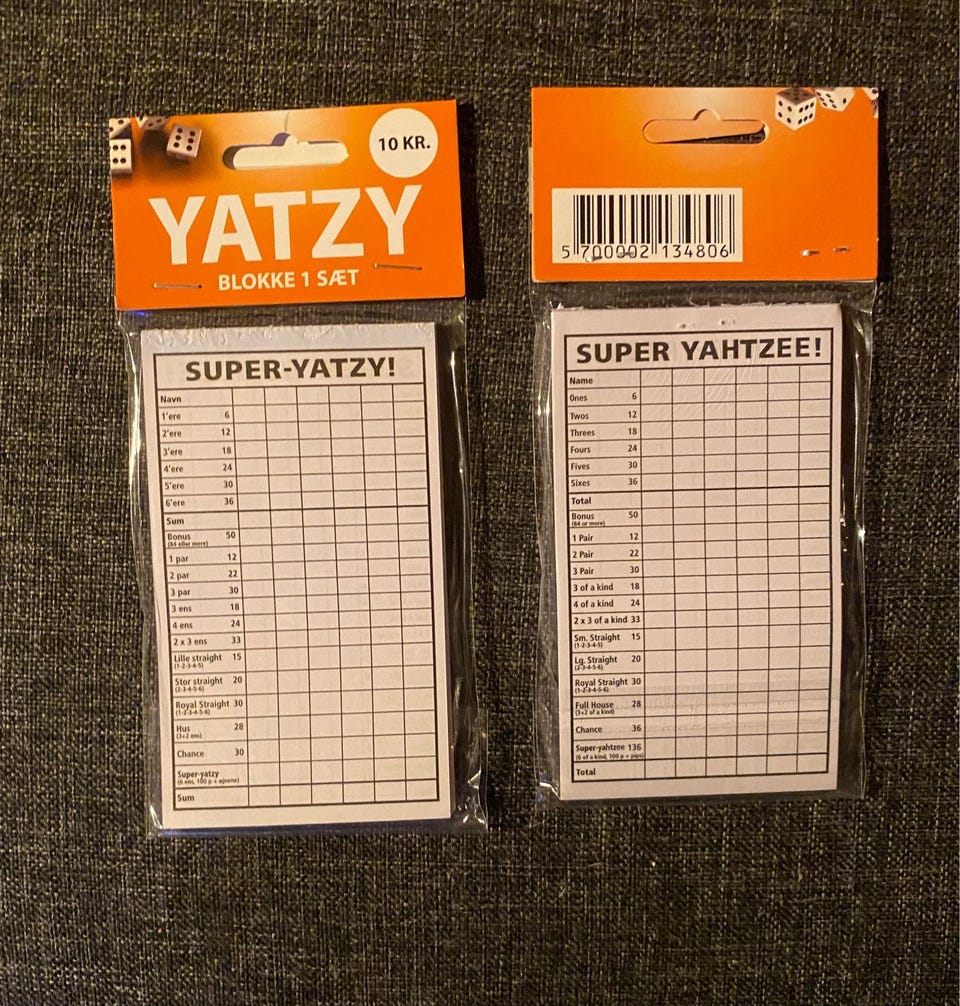 10 KR.
YATZY
BLOKKE 1 SÆT
SUPER-YATZY!
Navn
1'ere 6
2'ere 12
3'ere 18
4'ere 24
5'ere 30
6'ere 36
Sum
Bonus 50
(84 eller more)
1 par 12
2 par 22
3 par 30
3 ens 18
4 ens 24
2 x 3 ens 33
Lille straight 15
(1-2-3-4-5)
Stor straight 20
(2-3-4-5-6)
Royal Straight 30
(1-2-3-4-5-6)
Hus 28
(3+2 ens)
Chance 30
Super-yatzy
(6 ens, 100 p + øjnene)
Sum
5 700002 134806
SUPER YAHTZEE!
Name
Ones 6
Twos 12
Threes 18
Fours 24
Fives 30
Sixes 36
Total
Bonus 50
(84 or more)
1 Pair 12
2 Pair 22
3 Pair 30
3 of a kind 18
4 of a kind 24
2 x 3 of a kind 33
Sm. Straight 15
(1-2-3-4-5)
Lg. Straight 20
(2-3-4-5-6)
Royal Straight 30
(1-2-3-4-5-6)
Full House 28
(3+2 of a kind)
Chance 36
Super-yahtzee 136
(6 of a kind, 100 p + pips)
Total